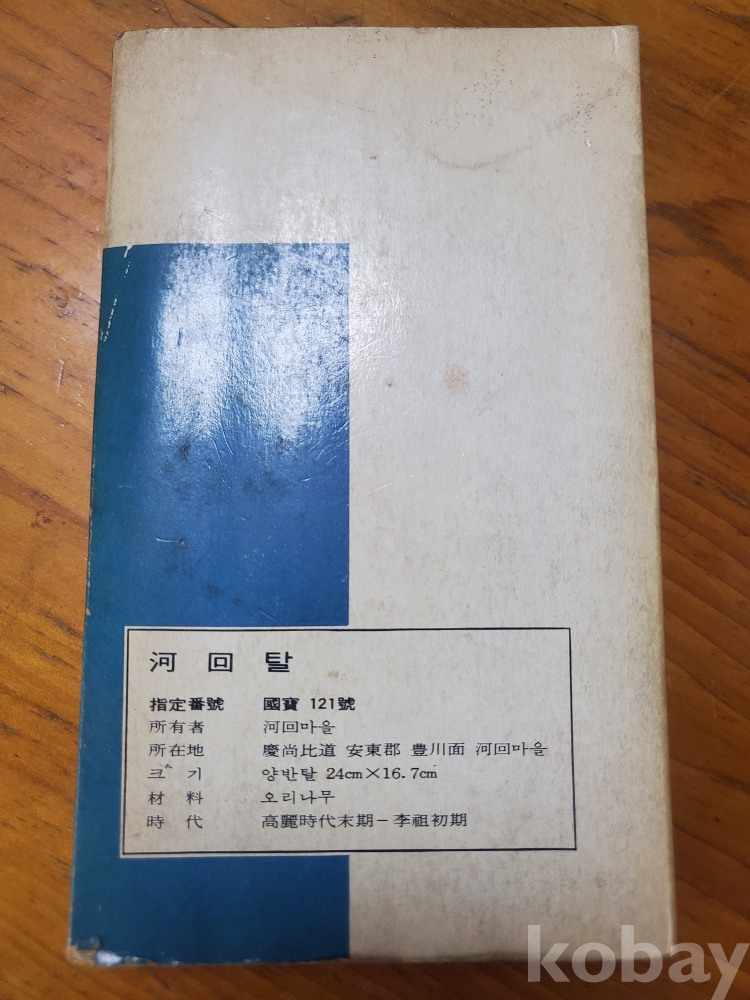 河 回 탈
指定番號 國寶 121號
所有者 河回마을
所在地 慶尚比道 安東郡 豊川面 河回마을
크 기 양반탈 24cm×16.7cm
材 料 오리나무
時 代 高麗時代末期－李祖初期
kobay